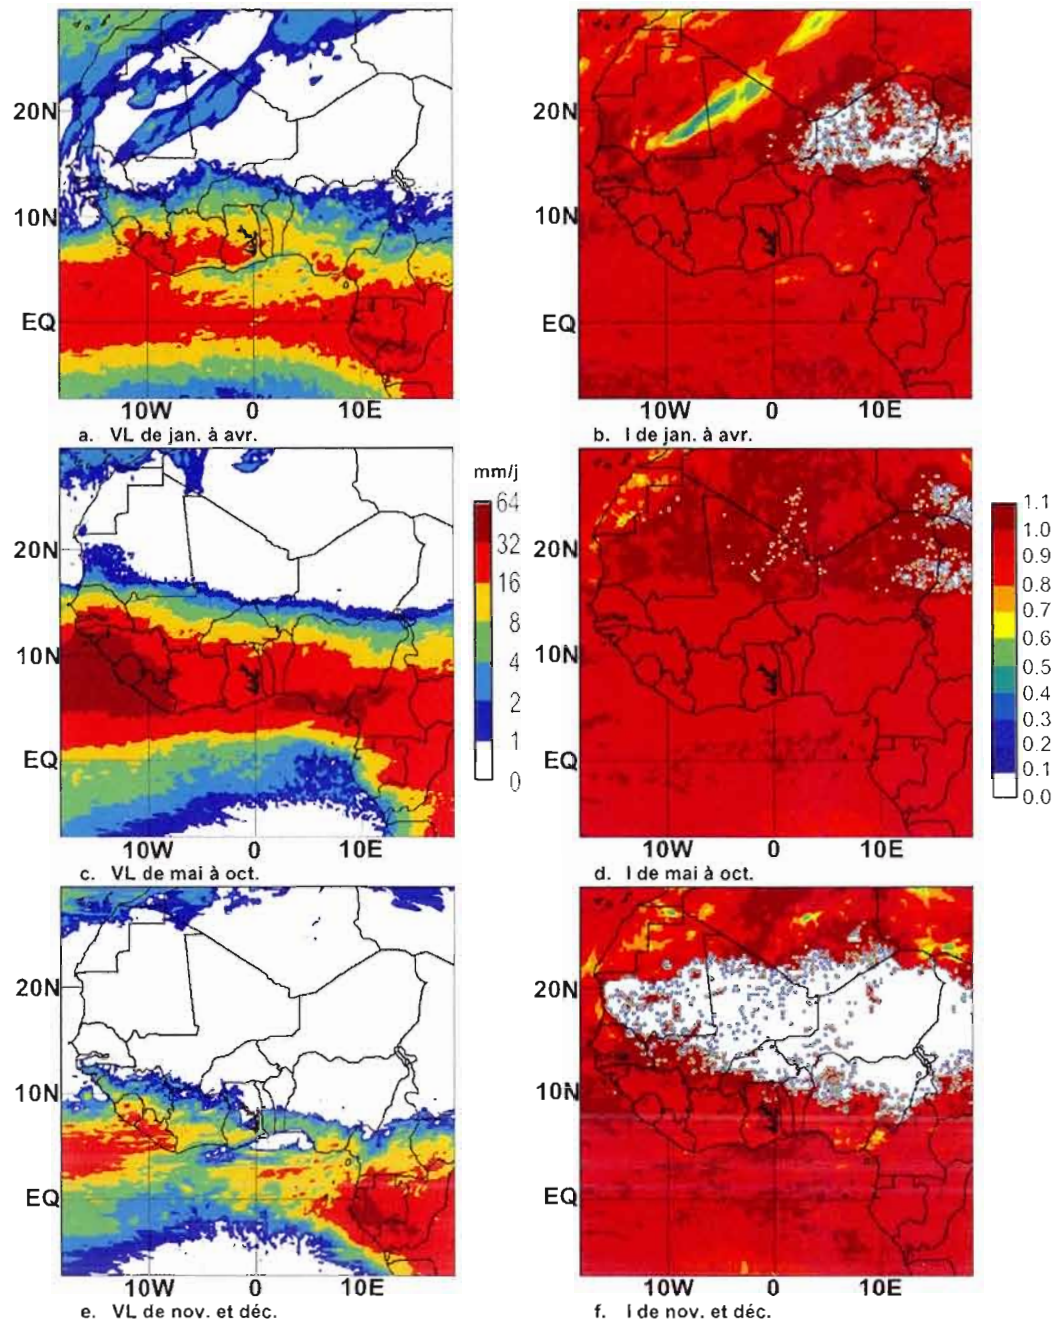 20N
10N
EQ
10W 0 10E
a. VL de jan. à avr.
20N
10N
EQ
10W 0 10E
b. I de jan. à avr.
20N
10N
EQ
10W 0 10E
c. VL de mai à oct.
mm/j
64
32
16
8
4
2
1
0
20N
10N
EQ
10W 0 10E
d. I de mai à oct.
1.1
1.0
0.9
0.8
0.7
0.6
0.5
0.4
0.3
0.2
0.1
0.0
20N
10N
EQ
10W 0 10E
e. VL de nov. et déc.
20N
10N
EQ
10W 0 10E
f. I de nov. et déc.